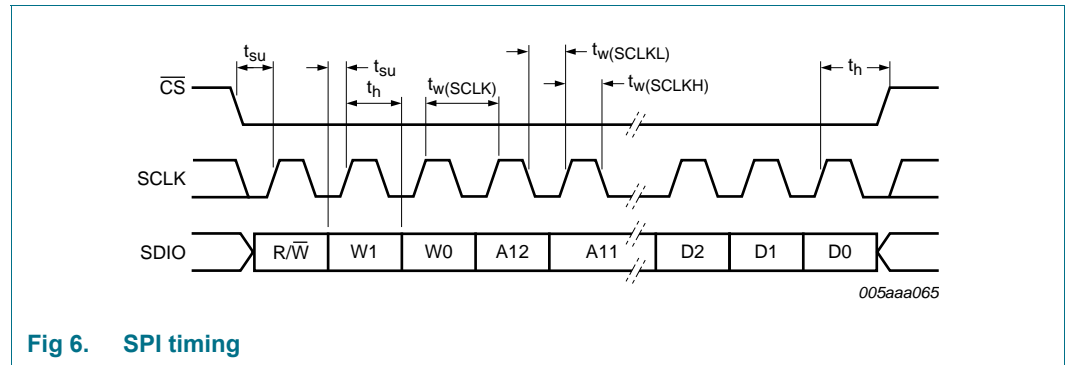 tsu
tsu
th
tw(SCLK)
tw(SCLKL)
tw(SCLKH)
th
CS
SCLK
SDIO
R/W W1 W0 A12 A11 D2 D1 D0
005aaa065
Fig 6. SPI timing